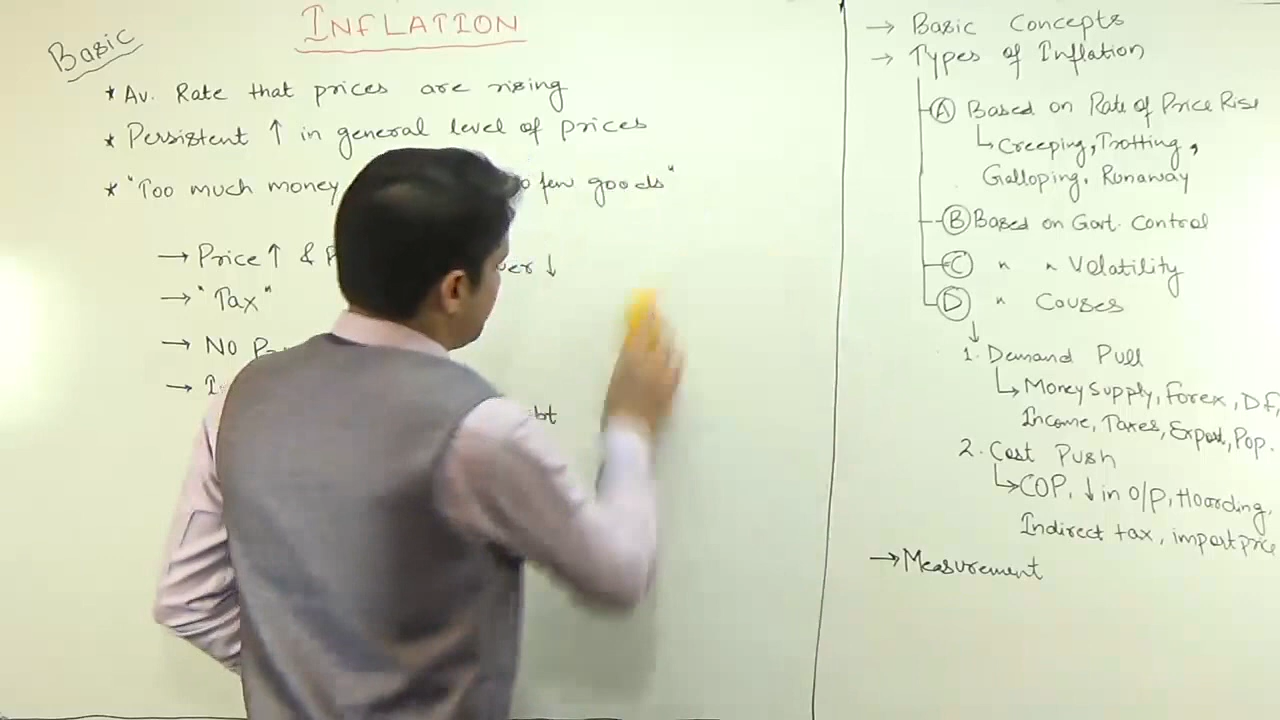 INFLATION
Basic
* Av. Rate that prices are rising
* Persistent ↑ in general level of prices
* "Too much money few goods"
→ Price ↑ & ↓
→ "Tax"
→ No
→
→ Basic Concepts
→ Types of Inflation
Ⓐ Based on Rate of Price Rise
↳ Creeping, Trotting,
Galloping, Runaway
Ⓑ Based on Govt. Control
Ⓒ " " Volatility
Ⓓ " Causes
↓
1. Demand Pull
↳ Money supply, Forex, DF,
Income, Taxes, Export, Pop.
2. Cost Push
↳ COP, ↓ in O/P, Hoarding,
Indirect tax, import price
→ Measurement